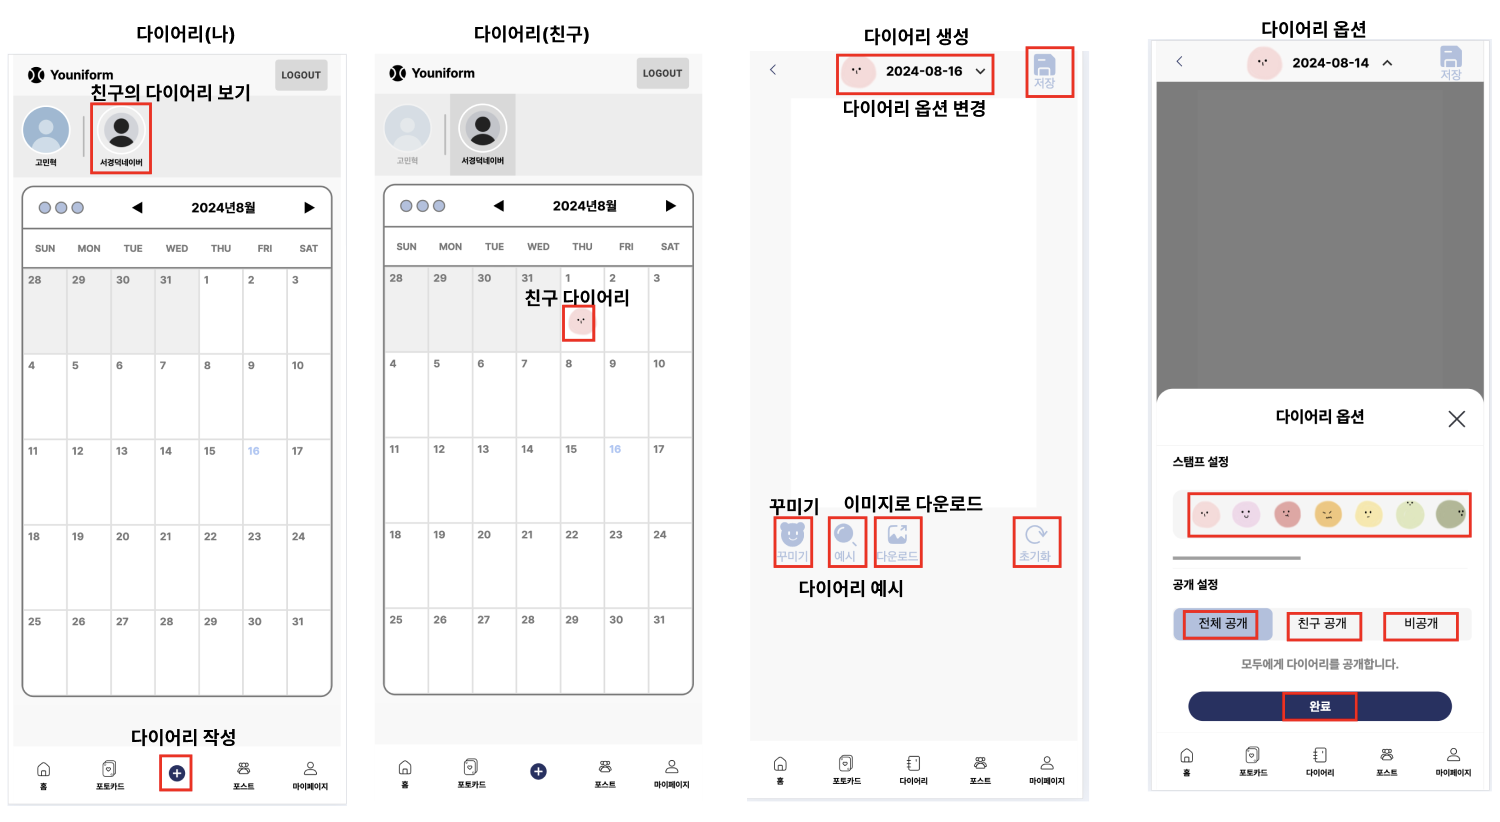 다이어리(나)
Youniform
LOGOUT
친구의 다이어리 보기
고민혁
서경덕네이버
2024년8월
SUN MON TUE WED THU FRI SAT
28 29 30 31 1 2 3
4 5 6 7 8 9 10
11 12 13 14 15 16 17
18 19 20 21 22 23 24
25 26 27 28 29 30 31
다이어리 작성
홈 포토카드 포스트 마이페이지
다이어리(친구)
Youniform
LOGOUT
고민혁
서경덕네이버
2024년8월
SUN MON TUE WED THU FRI SAT
28 29 30 31 1 2 3
친구 다이어리
4 5 6 7 8 9 10
11 12 13 14 15 16 17
18 19 20 21 22 23 24
25 26 27 28 29 30 31
홈 포토카드 포스트 마이페이지
다이어리 생성
2024-08-16
저장
다이어리 옵션 변경
꾸미기 이미지로 다운로드
꾸미기 예시 다운로드 초기화
다이어리 예시
홈 포토카드 다이어리 포스트 마이페이지
다이어리 옵션
2024-08-14
저장
다이어리 옵션
스탬프 설정
공개 설정
전체 공개 친구 공개 비공개
모두에게 다이어리를 공개합니다.
완료
홈 포토카드 다이어리 포스트 마이페이지